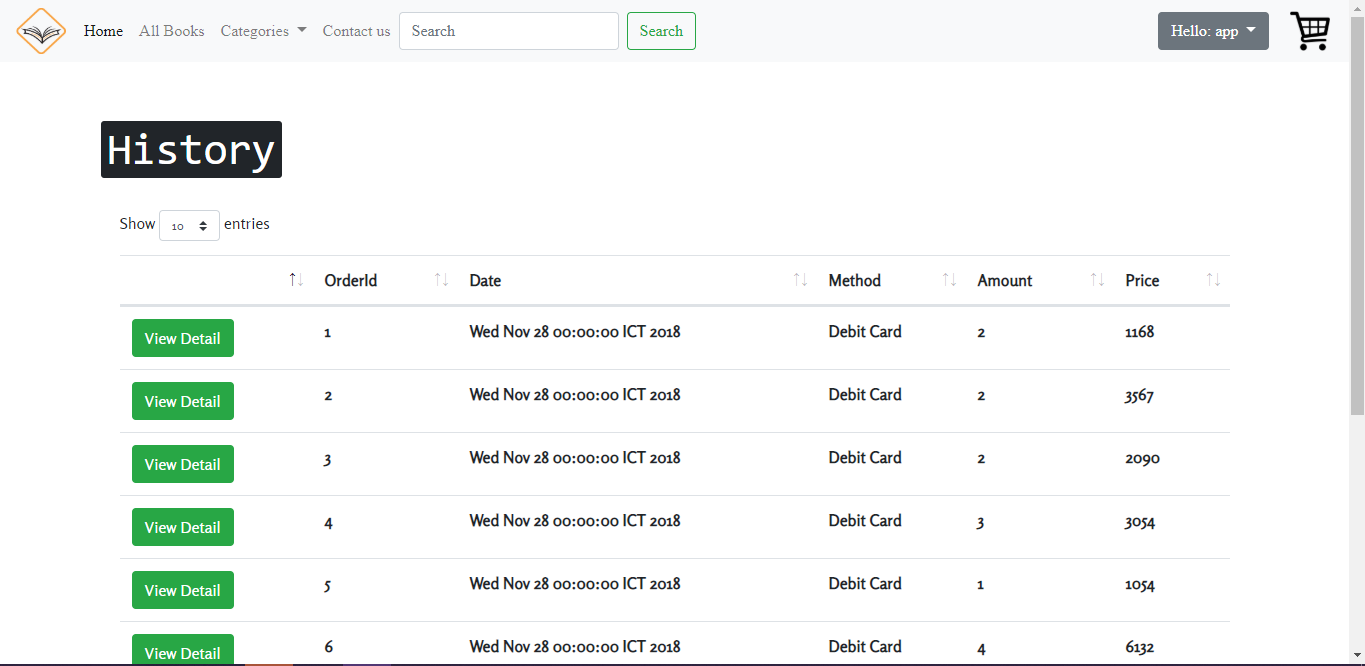 Home All Books Categories Contact us Search Search Hello: app
History
Show 10 entries
OrderId Date Method Amount Price
View Detail 1 Wed Nov 28 00:00:00 ICT 2018 Debit Card 2 1168
View Detail 2 Wed Nov 28 00:00:00 ICT 2018 Debit Card 2 3567
View Detail 3 Wed Nov 28 00:00:00 ICT 2018 Debit Card 2 2090
View Detail 4 Wed Nov 28 00:00:00 ICT 2018 Debit Card 3 3054
View Detail 5 Wed Nov 28 00:00:00 ICT 2018 Debit Card 1 1054
View Detail 6 Wed Nov 28 00:00:00 ICT 2018 Debit Card 4 6132